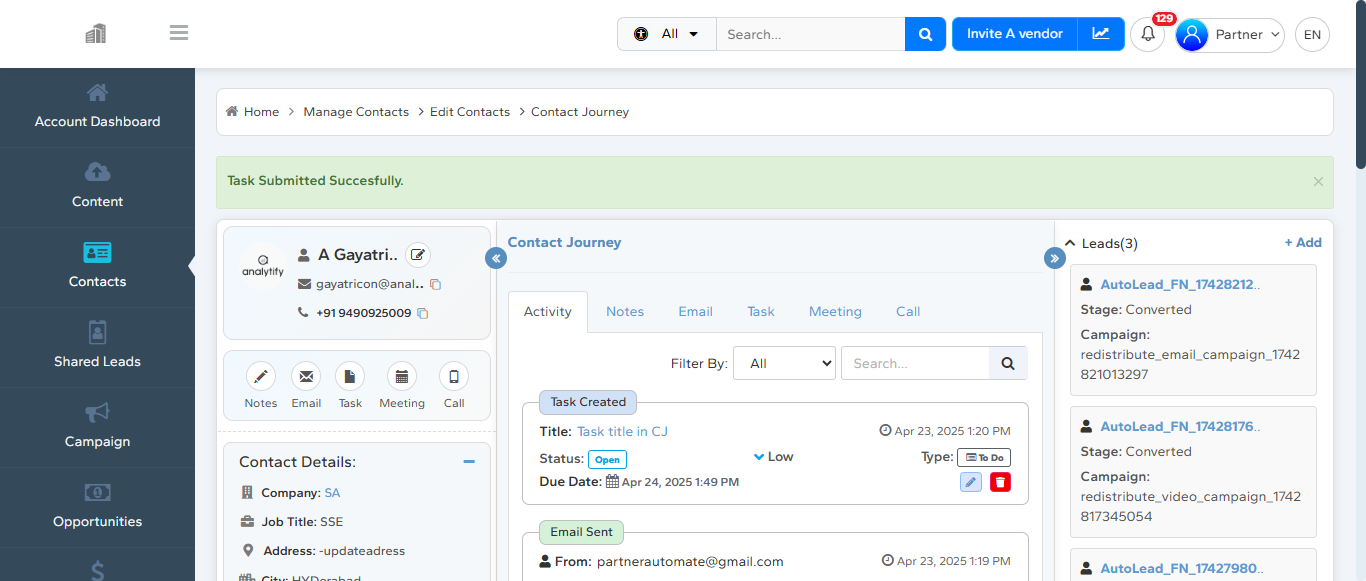 All
Search...
Invite A vendor
129
Partner
EN
Account Dashboard
Content
Contacts
Shared Leads
Campaign
Opportunities
Home > Manage Contacts > Edit Contacts > Contact Journey
Task Submitted Succesfully.
×
analytify
A Gayatri..
gayatricon@anal..
+91 9490925009
Notes
Email
Task
Meeting
Call
Contact Details:
Company: SA
Job Title: SSE
Address: -updateadress
City: HYDerabad
Contact Journey
Activity
Notes
Email
Task
Meeting
Call
Filter By:
All
Search...
Task Created
Title: Task title in CJ
Apr 23, 2025 1:20 PM
Status: Open
Low
Type: To Do
Due Date: Apr 24, 2025 1:49 PM
Email Sent
From: partnerautomate@gmail.com
Apr 23, 2025 1:19 PM
Leads(3)
+ Add
AutoLead_FN_17428212..
Stage: Converted
Campaign:
redistribute_email_campaign_1742
821013297
AutoLead_FN_17428176..
Stage: Converted
Campaign:
redistribute_video_campaign_1742
817345054
AutoLead_FN_17427980..